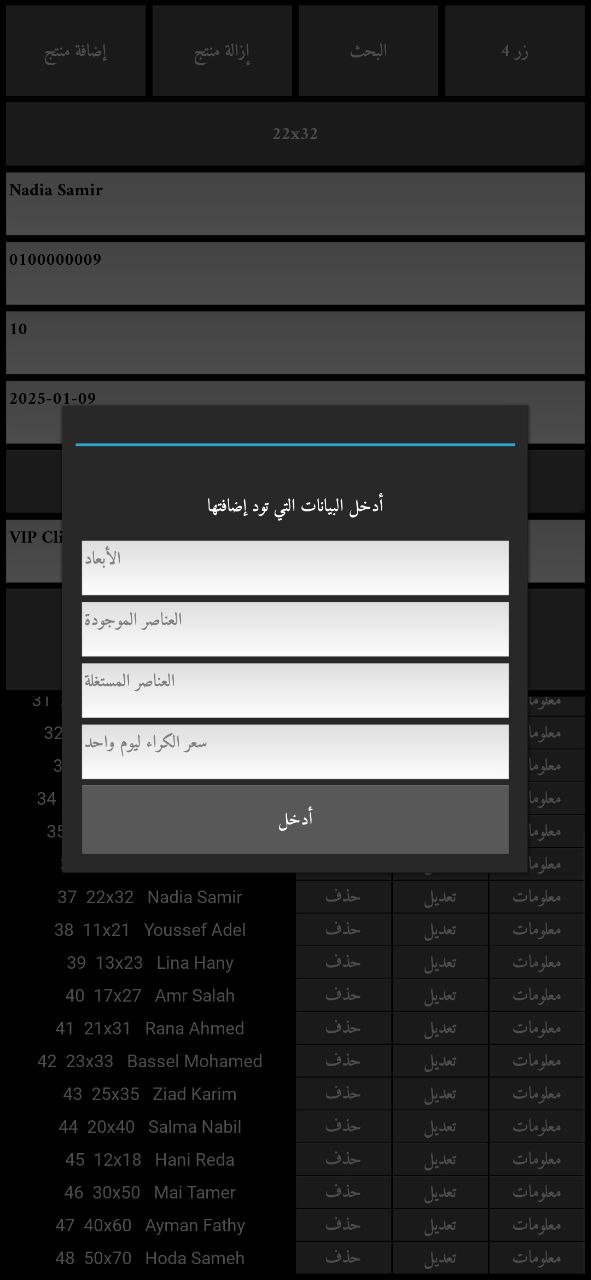 إضافة منتج إزالة منتج البحث زر 4
22x32
Nadia Samir
0100000009
10
2025-01-09
أدخل البيانات التي تود إضافتها
VIP
الأبعاد
العناصر الموجودة
العناصر المستغلة
سعر الكراء ليوم واحد
أدخل
31 معلومات
32 معلومات
معلومات
34 معلومات
معلومات
معلومات
37 22x32 Nadia Samir حذف تعديل معلومات
38 11x21 Youssef Adel حذف تعديل معلومات
39 13x23 Lina Hany حذف تعديل معلومات
40 17x27 Amr Salah حذف تعديل معلومات
41 21x31 Rana Ahmed حذف تعديل معلومات
42 23x33 Bassel Mohamed حذف تعديل معلومات
43 25x35 Ziad Karim حذف تعديل معلومات
44 20x40 Salma Nabil حذف تعديل معلومات
45 12x18 Hani Reda حذف تعديل معلومات
46 30x50 Mai Tamer حذف تعديل معلومات
47 40x60 Ayman Fathy حذف تعديل معلومات
48 50x70 Hoda Sameh حذف تعديل معلومات